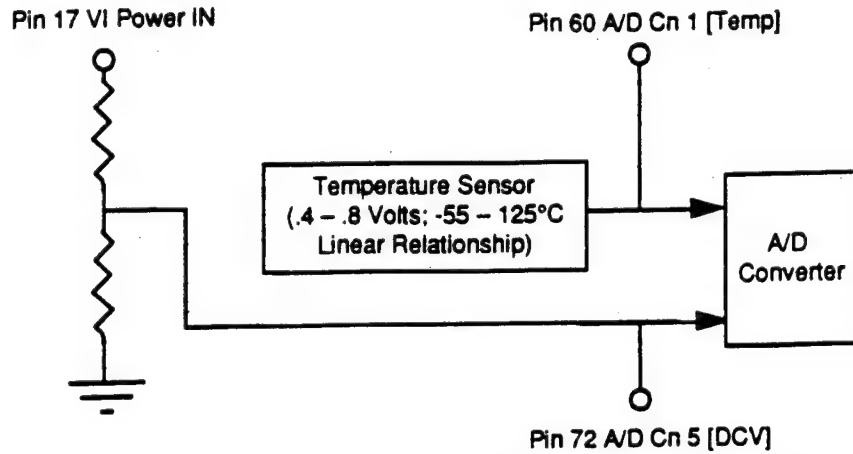 Pin 17 VI Power IN
Pin 60 A/D Cn 1 [Temp]
Temperature Sensor
(.4 – .8 Volts; -55 – 125°C
Linear Relationship)
A/D
Converter
Pin 72 A/D Cn 5 [DCV]